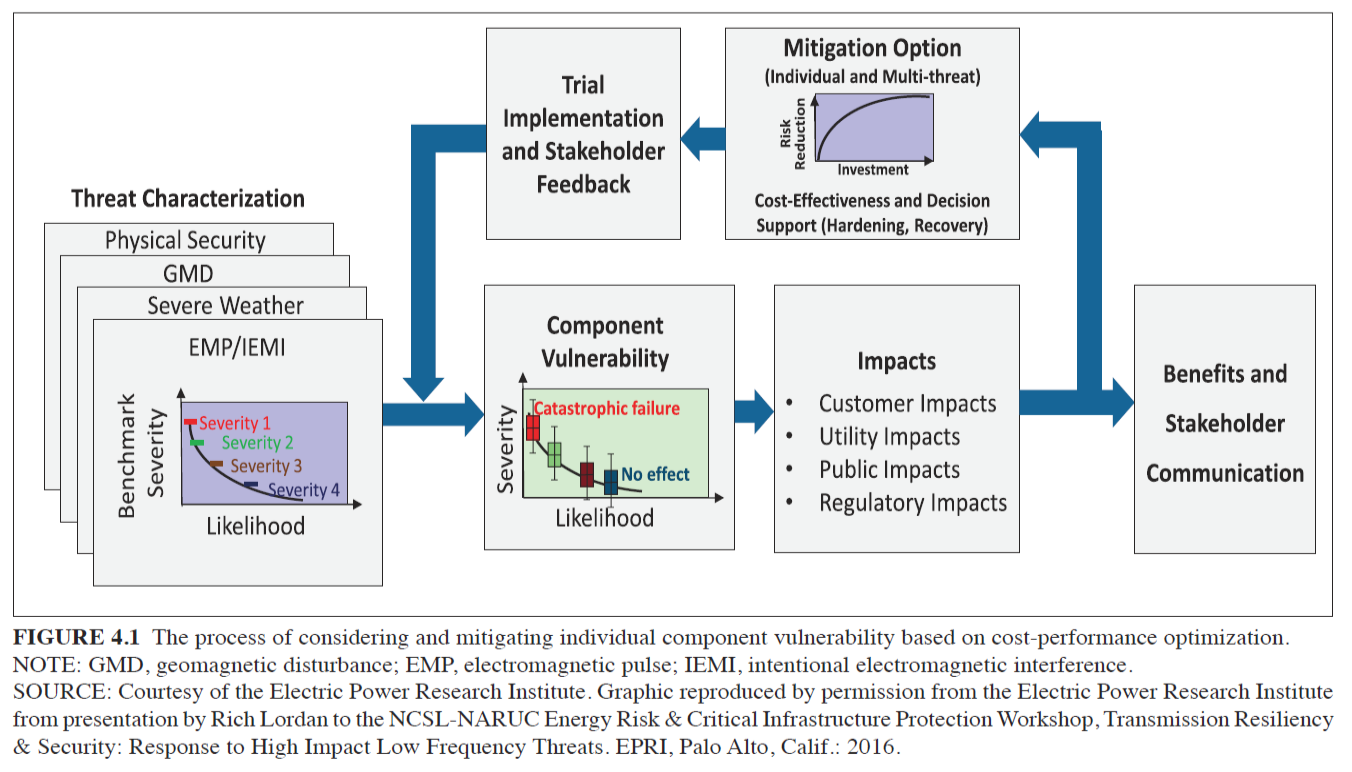 Threat Characterization
Physical Security
GMD
Severe Weather
EMP/IEMI
Benchmark
Severity
Severity 1
Severity 2
Severity 3
Severity 4
Likelihood
Trial
Implementation
and Stakeholder
Feedback
Mitigation Option
(Individual and Multi-threat)
Risk
Reduction
Investment
Cost-Effectiveness and Decision
Support (Hardening, Recovery)
Component
Vulnerability
Severity
Catastrophic failure
No effect
Likelihood
Impacts
• Customer Impacts
• Utility Impacts
• Public Impacts
• Regulatory Impacts
Benefits and
Stakeholder
Communication
FIGURE 4.1 The process of considering and mitigating individual component vulnerability based on cost-performance optimization.
NOTE: GMD, geomagnetic disturbance; EMP, electromagnetic pulse; IEMI, intentional electromagnetic interference.
SOURCE: Courtesy of the Electric Power Research Institute. Graphic reproduced by permission from the Electric Power Research Institute
from presentation by Rich Lordan to the NCSL-NARUC Energy Risk & Critical Infrastructure Protection Workshop, Transmission Resiliency
& Security: Response to High Impact Low Frequency Threats. EPRI, Palo Alto, Calif.: 2016.